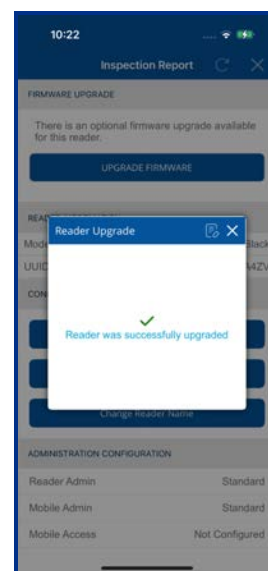 10:22
Inspection Report
FIRMWARE UPGRADE
There is an optional firmware upgrade available
for this reader.
UPGRADE FIRMWARE
Reader Upgrade
Reader was successfully upgraded
Change Reader Name
ADMINISTRATION CONFIGURATION
Reader Admin Standard
Mobile Admin Standard
Mobile Access Not Configured